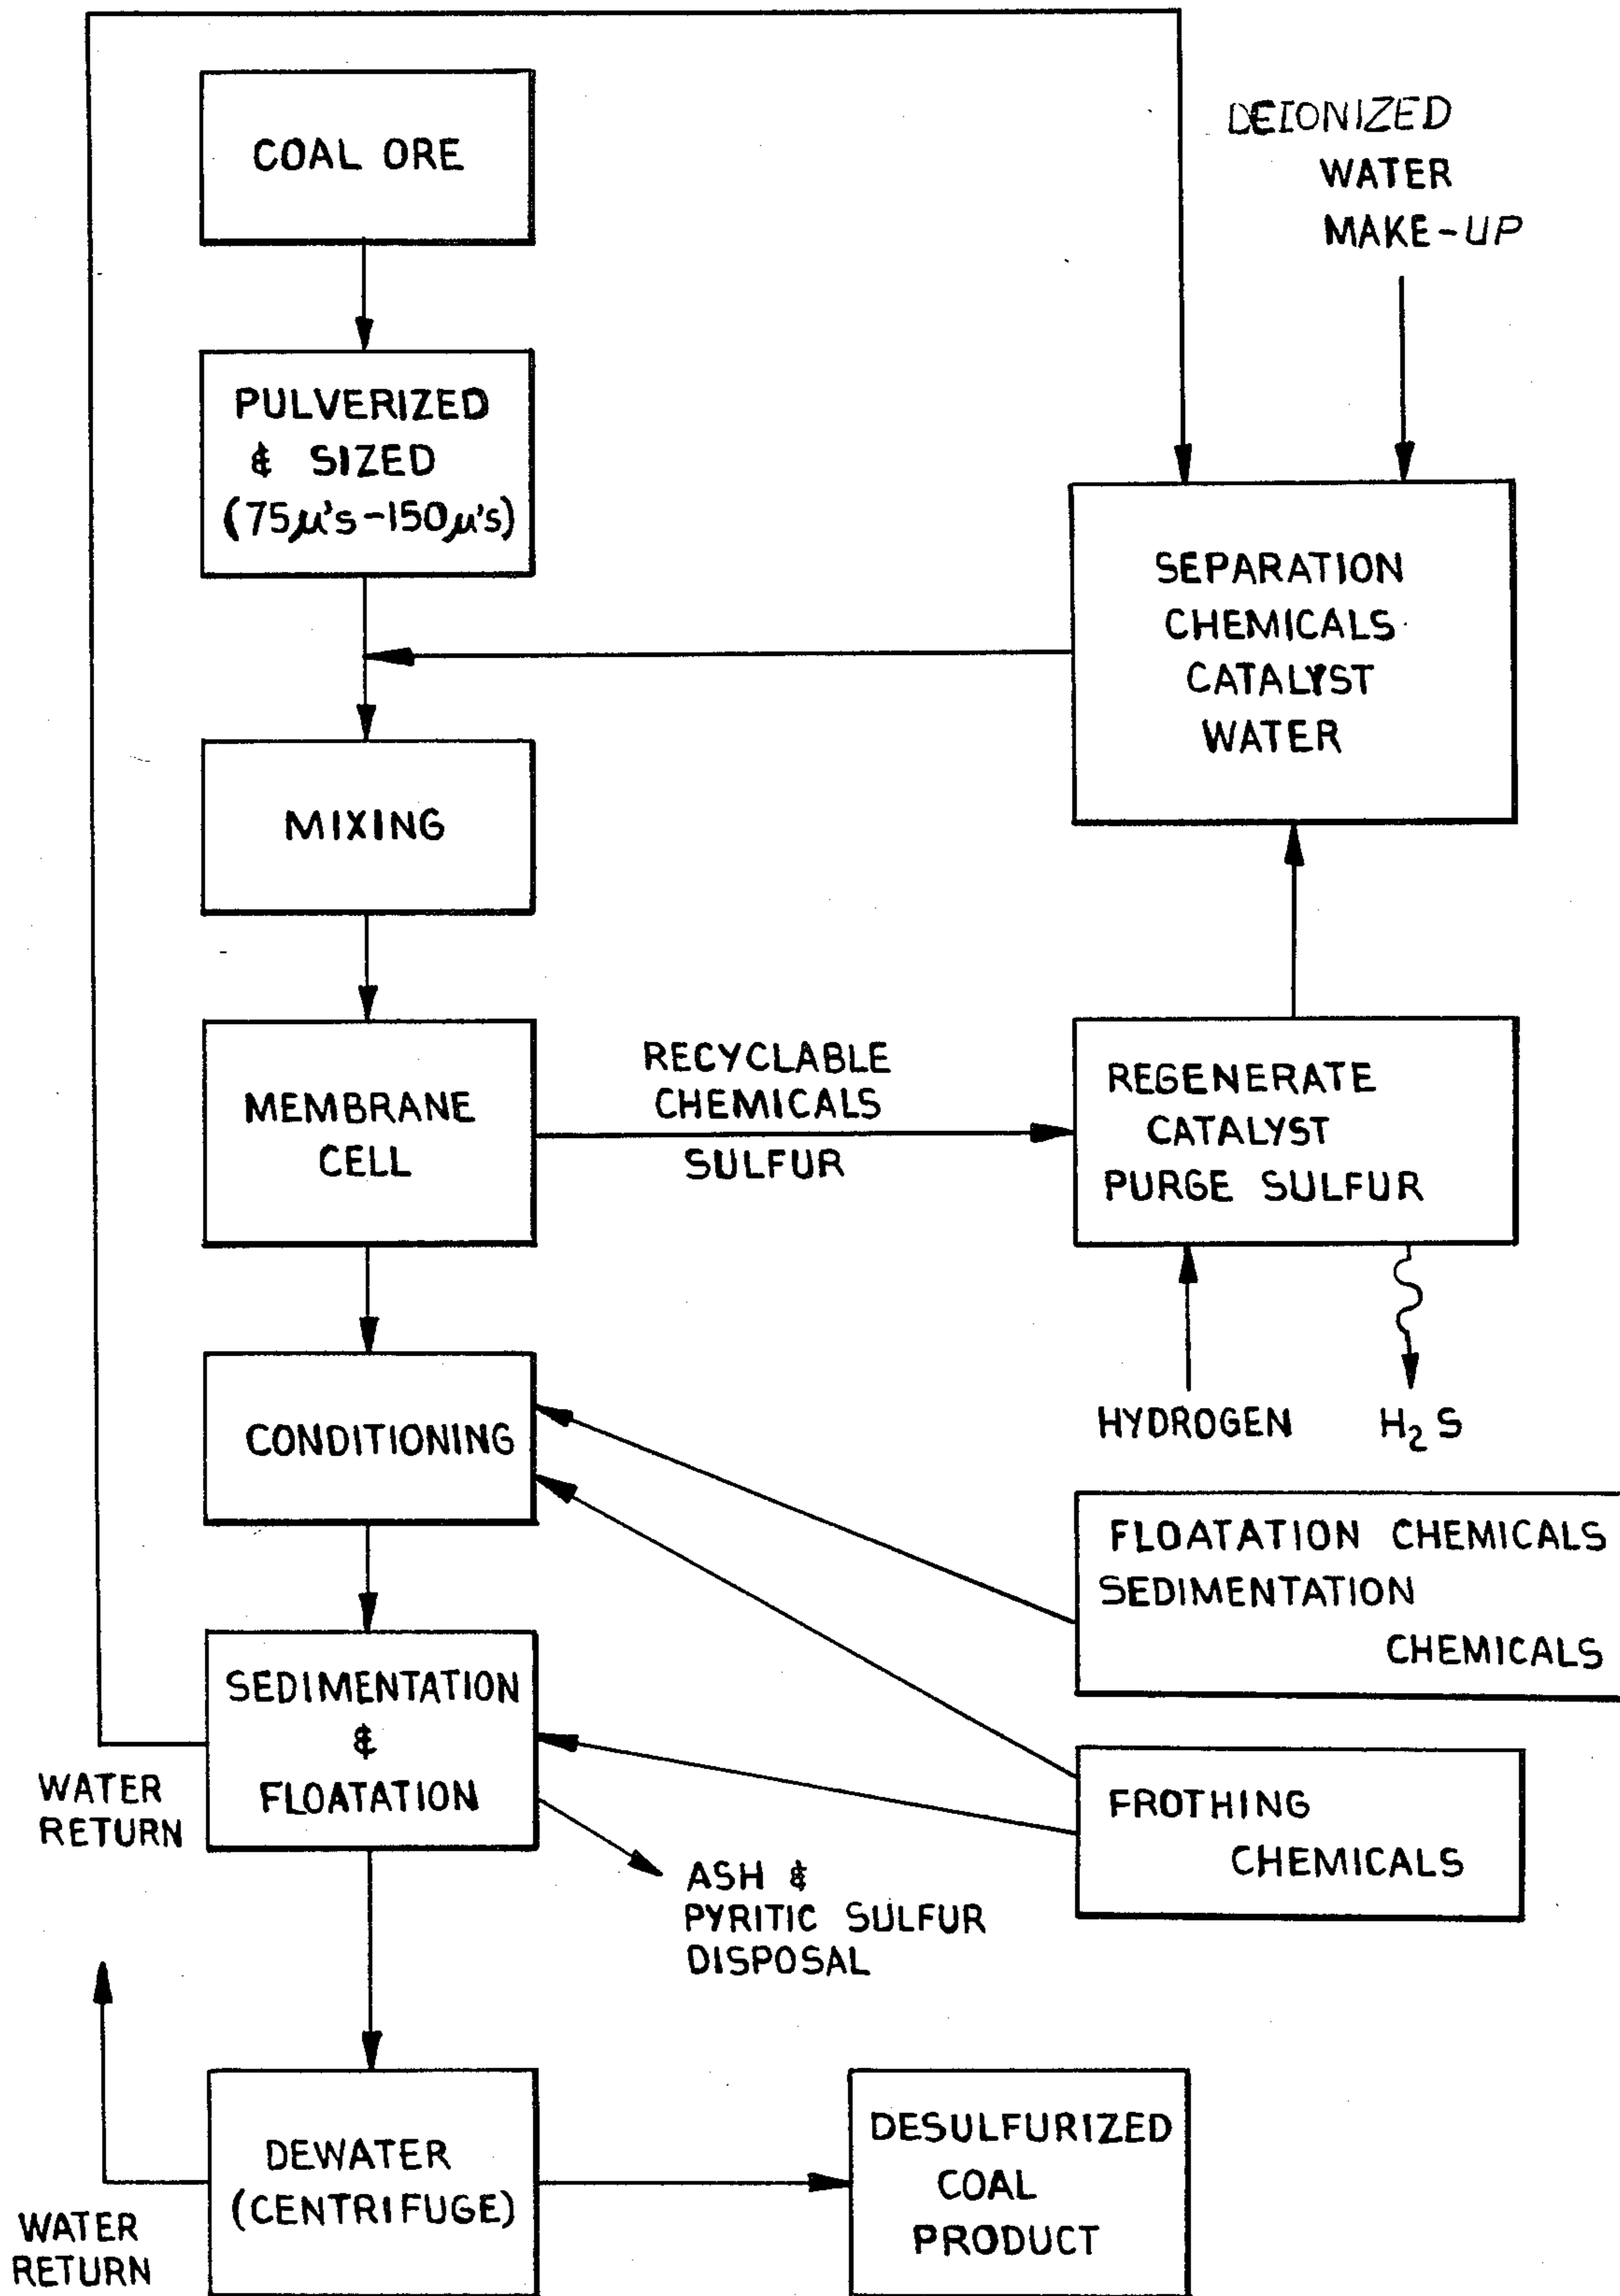 COAL ORE
DEIONIZED
WATER
MAKE-UP
PULVERIZED
& SIZED
(75μ's-150μ's)
SEPARATION
CHEMICALS
CATALYST
WATER
MIXING
MEMBRANE
CELL
RECYCLABLE
CHEMICALS
SULFUR
REGENERATE
CATALYST
PURGE SULFUR
HYDROGEN
H₂S
CONDITIONING
FLOATATION CHEMICALS
SEDIMENTATION
CHEMICALS
SEDIMENTATION
&
FLOATATION
WATER
RETURN
FROTHING
CHEMICALS
ASH &
PYRITIC SULFUR
DISPOSAL
DEWATER
(CENTRIFUGE)
WATER
RETURN
DESULFURIZED
COAL
PRODUCT